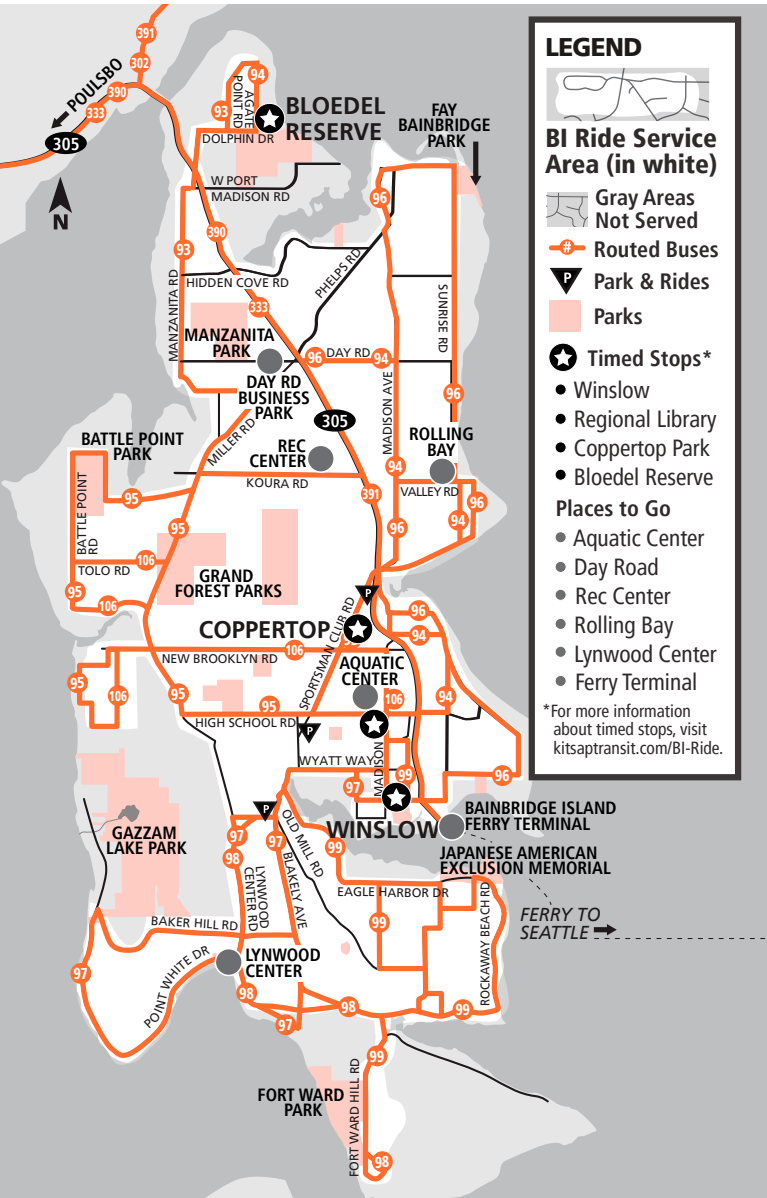 391
302
POULSBO
390
333
305
N
94
AGATE
POINT RD
93
BLOEDEL
RESERVE
DOLPHIN DR
W PORT
MADISON RD
FAY
BAINBRIDGE
PARK
96
390
93
PHELPS RD
HIDDEN COVE RD
MANZANITA RD
333
SUNRISE RD
MANZANITA
PARK
96
DAY RD
94
DAY RD
BUSINESS
PARK
MADISON AVE
96
305
MILLER RD
BATTLE POINT
PARK
REC
CENTER
ROLLING
BAY
94
KOURA RD
391
VALLEY RD
96
95
BATTLE POINT
RD
95
96
94
106
TOLO RD
GRAND
FOREST PARKS
95
106
P
SPORTSMAN CLUB RD
96
COPPERTOP
94
106
NEW BROOKLYN RD
AQUATIC
CENTER
95
106
95
95
106
94
HIGH SCHOOL RD
P
WYATT WAY
MADISON
99
97
96
P
WINSLOW
BAINBRIDGE ISLAND
FERRY TERMINAL
GAZZAM
LAKE PARK
97
97
OLD MILL RD
99
98
JAPANESE AMERICAN
EXCLUSION MEMORIAL
LYNWOOD
CENTER RD
BLAKELY AVE
EAGLE HARBOR DR
BAKER HILL RD
99
ROCKAWAY BEACH RD
FERRY TO
SEATTLE
97
POINT WHITE DR
LYNWOOD
CENTER
98
98
99
97
99
FORT WARD
PARK
FORT WARD HILL RD
98
LEGEND
BI Ride Service
Area (in white)
Gray Areas
Not Served
#
Routed Buses
P
Park & Rides
Parks
Timed Stops*
• Winslow
• Regional Library
• Coppertop Park
• Bloedel Reserve
Places to Go
• Aquatic Center
• Day Road
• Rec Center
• Rolling Bay
• Lynwood Center
• Ferry Terminal
*For more information
about timed stops, visit
kitsaptransit.com/BI-Ride.